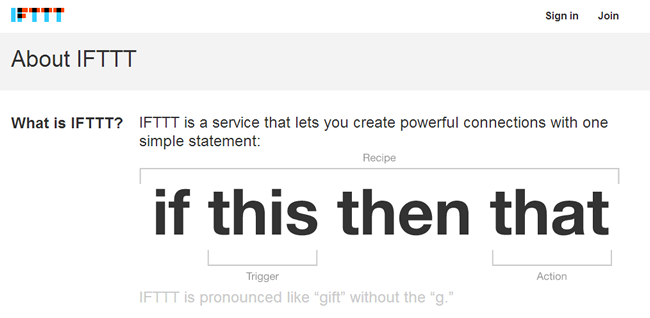 IFTTT
Sign in Join
About IFTTT
What is IFTTT? IFTTT is a service that lets you create powerful connections with one
simple statement:
Recipe
if this then that
Trigger Action
IFTTT is pronounced like “gift” without the “g.”